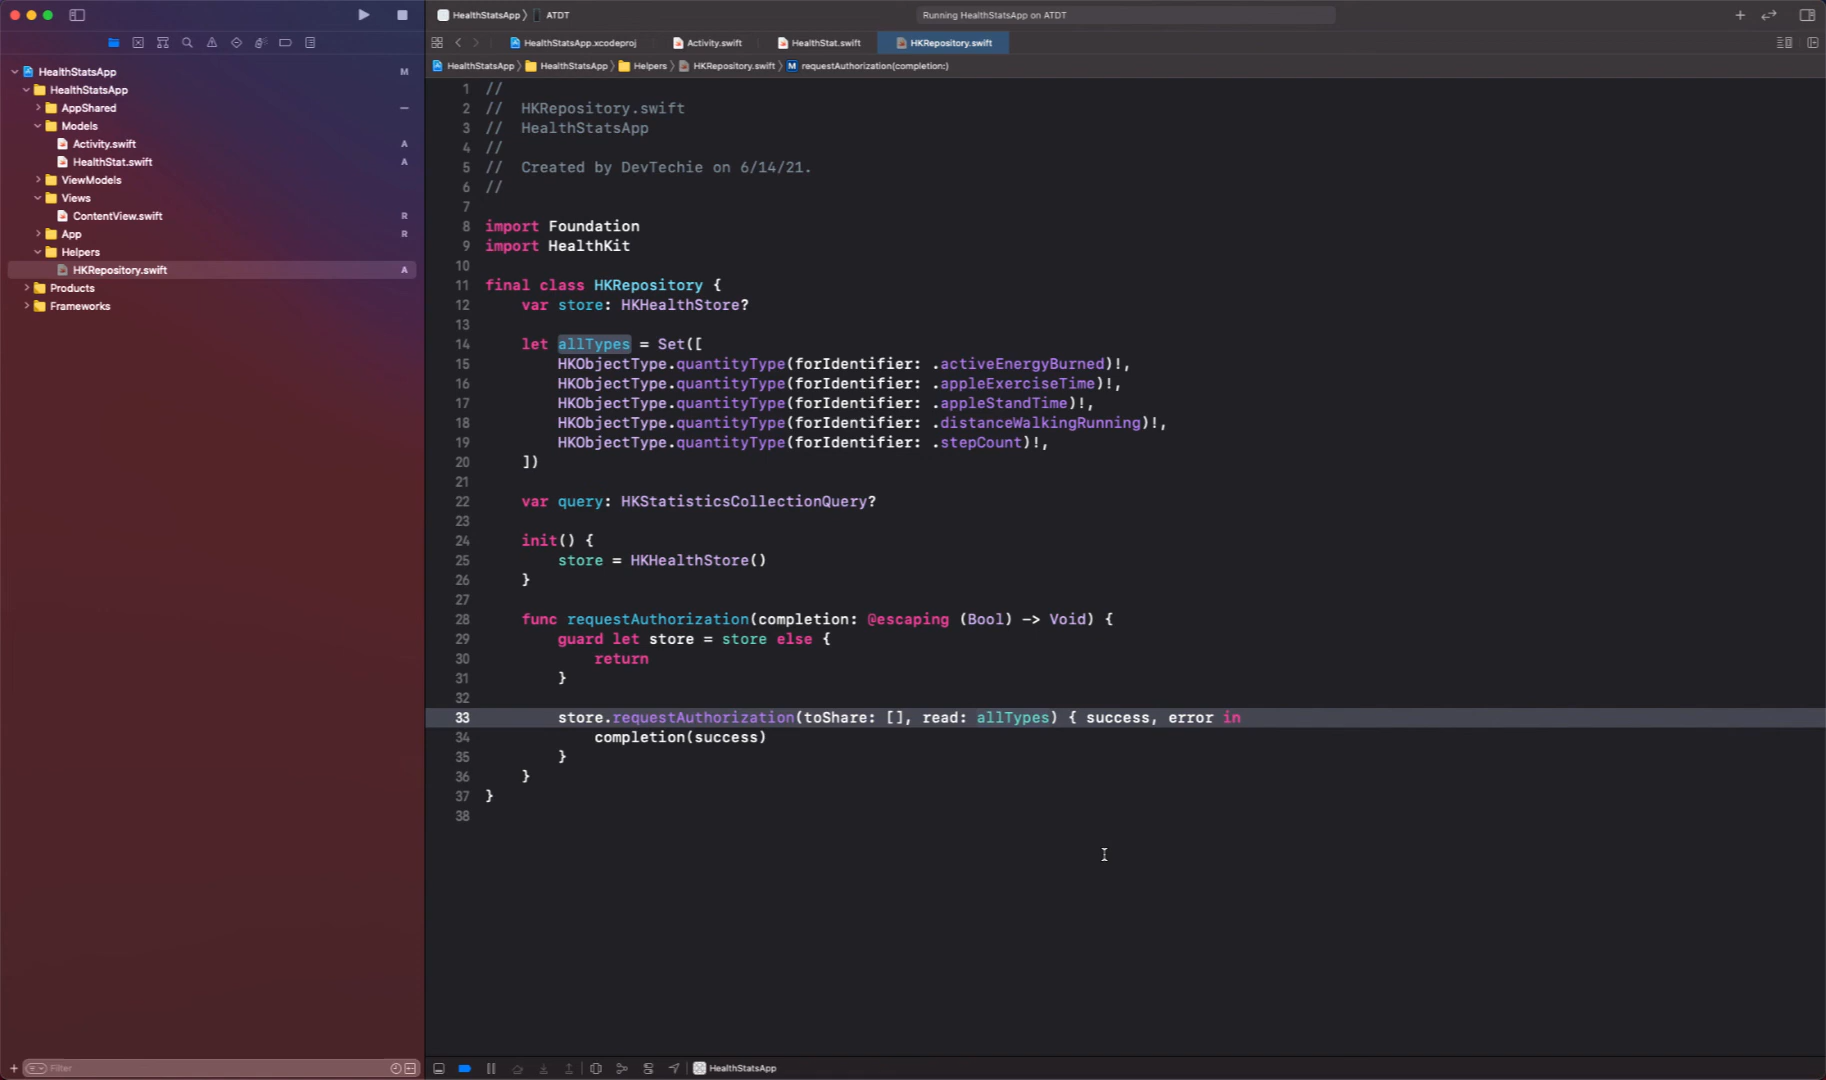 HealthStatsApp 〉 ATDT
Running HealthStatsApp on ATDT
HealthStatsApp.xcodeproj
Activity.swift
HealthStat.swift
HKRepository.swift
HealthStatsApp 〉 HealthStatsApp 〉 Helpers 〉 HKRepository.swift 〉 M requestAuthorization(completion:)
HealthStatsApp M
HealthStatsApp
AppShared
Models
Activity.swift A
HealthStat.swift A
ViewModels
Views
ContentView.swift R
App R
Helpers
HKRepository.swift A
Products
Frameworks
1 //
2 //  HKRepository.swift
3 //  HealthStatsApp
4 //
5 //  Created by DevTechie on 6/14/21.
6 //
7
8 import Foundation
9 import HealthKit
10
11 final class HKRepository {
12     var store: HKHealthStore?
13
14     let allTypes = Set([
15         HKObjectType.quantityType(forIdentifier: .activeEnergyBurned)!,
16         HKObjectType.quantityType(forIdentifier: .appleExerciseTime)!,
17         HKObjectType.quantityType(forIdentifier: .appleStandTime)!,
18         HKObjectType.quantityType(forIdentifier: .distanceWalkingRunning)!,
19         HKObjectType.quantityType(forIdentifier: .stepCount)!,
20     ])
21
22     var query: HKStatisticsCollectionQuery?
23
24     init() {
25         store = HKHealthStore()
26     }
27
28     func requestAuthorization(completion: @escaping (Bool) -> Void) {
29         guard let store = store else {
30             return
31         }
32
33         store.requestAuthorization(toShare: [], read: allTypes) { success, error in
34             completion(success)
35         }
36     }
37 }
38
Filter
HealthStatsApp